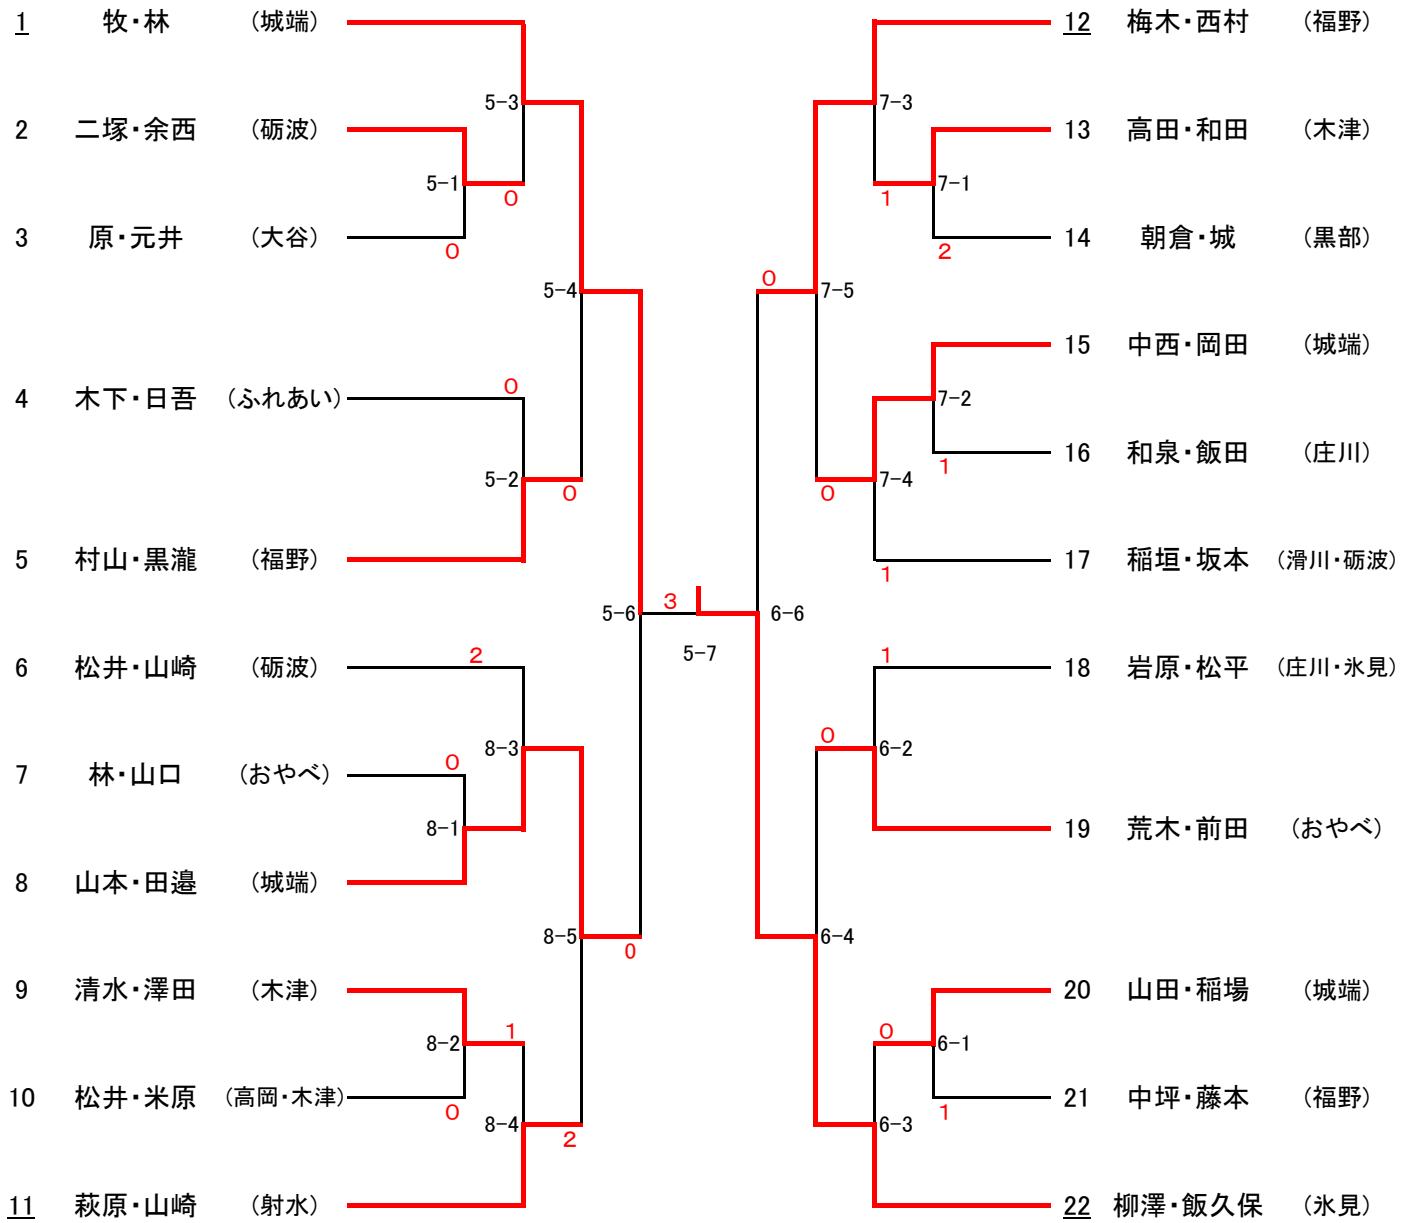 1 牧・林 （城端）
5-3
2 二塚・余西 （砺波）
5-1
0
3 原・元井 （大谷）
0
5-4
4 木下・日吾 （ふれあい）
0
5-2
0
5 村山・黒瀧 （福野）
5-6
3
5-7
6 松井・山崎 （砺波）
2
8-3
7 林・山口 （おやべ）
0
8-1
8 山本・田邉 （城端）
8-5
0
9 清水・澤田 （木津）
8-2
1
10 松井・米原 （高岡・木津）
0
8-4
2
11 萩原・山崎 （射水）
12 梅木・西村 （福野）
7-3
13 高田・和田 （木津）
7-1
1
14 朝倉・城 （黒部）
2
0
7-5
15 中西・岡田 （城端）
7-2
16 和泉・飯田 （庄川）
1
7-4
0
17 稲垣・坂本 （滑川・砺波）
1
6-6
18 岩原・松平 （庄川・氷見）
1
0
6-2
19 荒木・前田 （おやべ）
6-4
20 山田・稲場 （城端）
0
6-1
21 中坪・藤本 （福野）
1
6-3
22 柳澤・飯久保 （氷見）